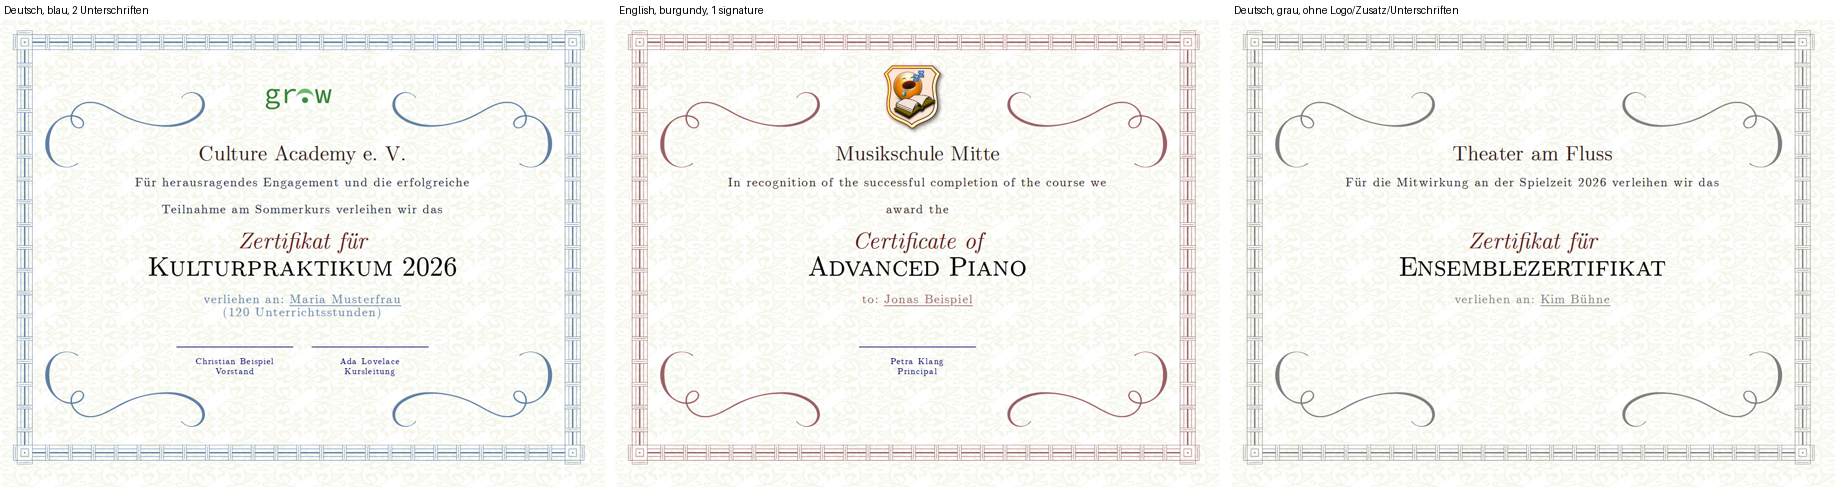 Deutsch, blau, 2 Unterschriften
grow
Culture Academy e. V.
Für herausragendes Engagement und die erfolgreiche
Teilnahme am Sommerkurs verleihen wir das
Zertifikat für
KULTURPRAKTIKUM 2026
verliehen an: Maria Musterfrau
(120 Unterrichtsstunden)
Christian Beispiel
Vorstand
Ada Lovelace
Kursleitung
English, burgundy, 1 signature
Musikschule Mitte
In recognition of the successful completion of the course we
award the
Certificate of
ADVANCED PIANO
to: Jonas Beispiel
Petra Klang
Principal
Deutsch, grau, ohne Logo/Zusatz/Unterschriften
Theater am Fluss
Für die Mitwirkung an der Spielzeit 2026 verleihen wir das
Zertifikat für
ENSEMBLEZERTIFIKAT
verliehen an: Kim Bühne